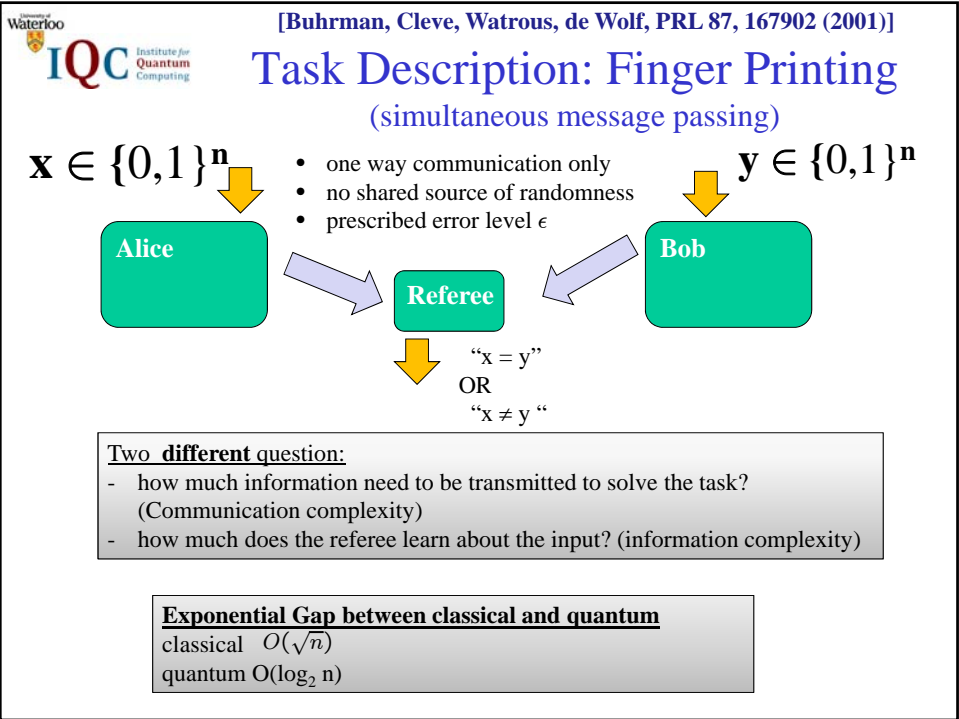 University of
Waterloo
IQC Institute for
Quantum
Computing
[Buhrman, Cleve, Watrous, de Wolf, PRL 87, 167902 (2001)]
Task Description: Finger Printing
(simultaneous message passing)
x ∈ {0,1}ⁿ
• one way communication only
• no shared source of randomness
• prescribed error level ϵ
y ∈ {0,1}ⁿ
Alice
Bob
Referee
“x = y”
OR
“x ≠ y “
Two different question:
- how much information need to be transmitted to solve the task?
(Communication complexity)
- how much does the referee learn about the input? (information complexity)
Exponential Gap between classical and quantum
classical O(√n)
quantum O(log₂ n)